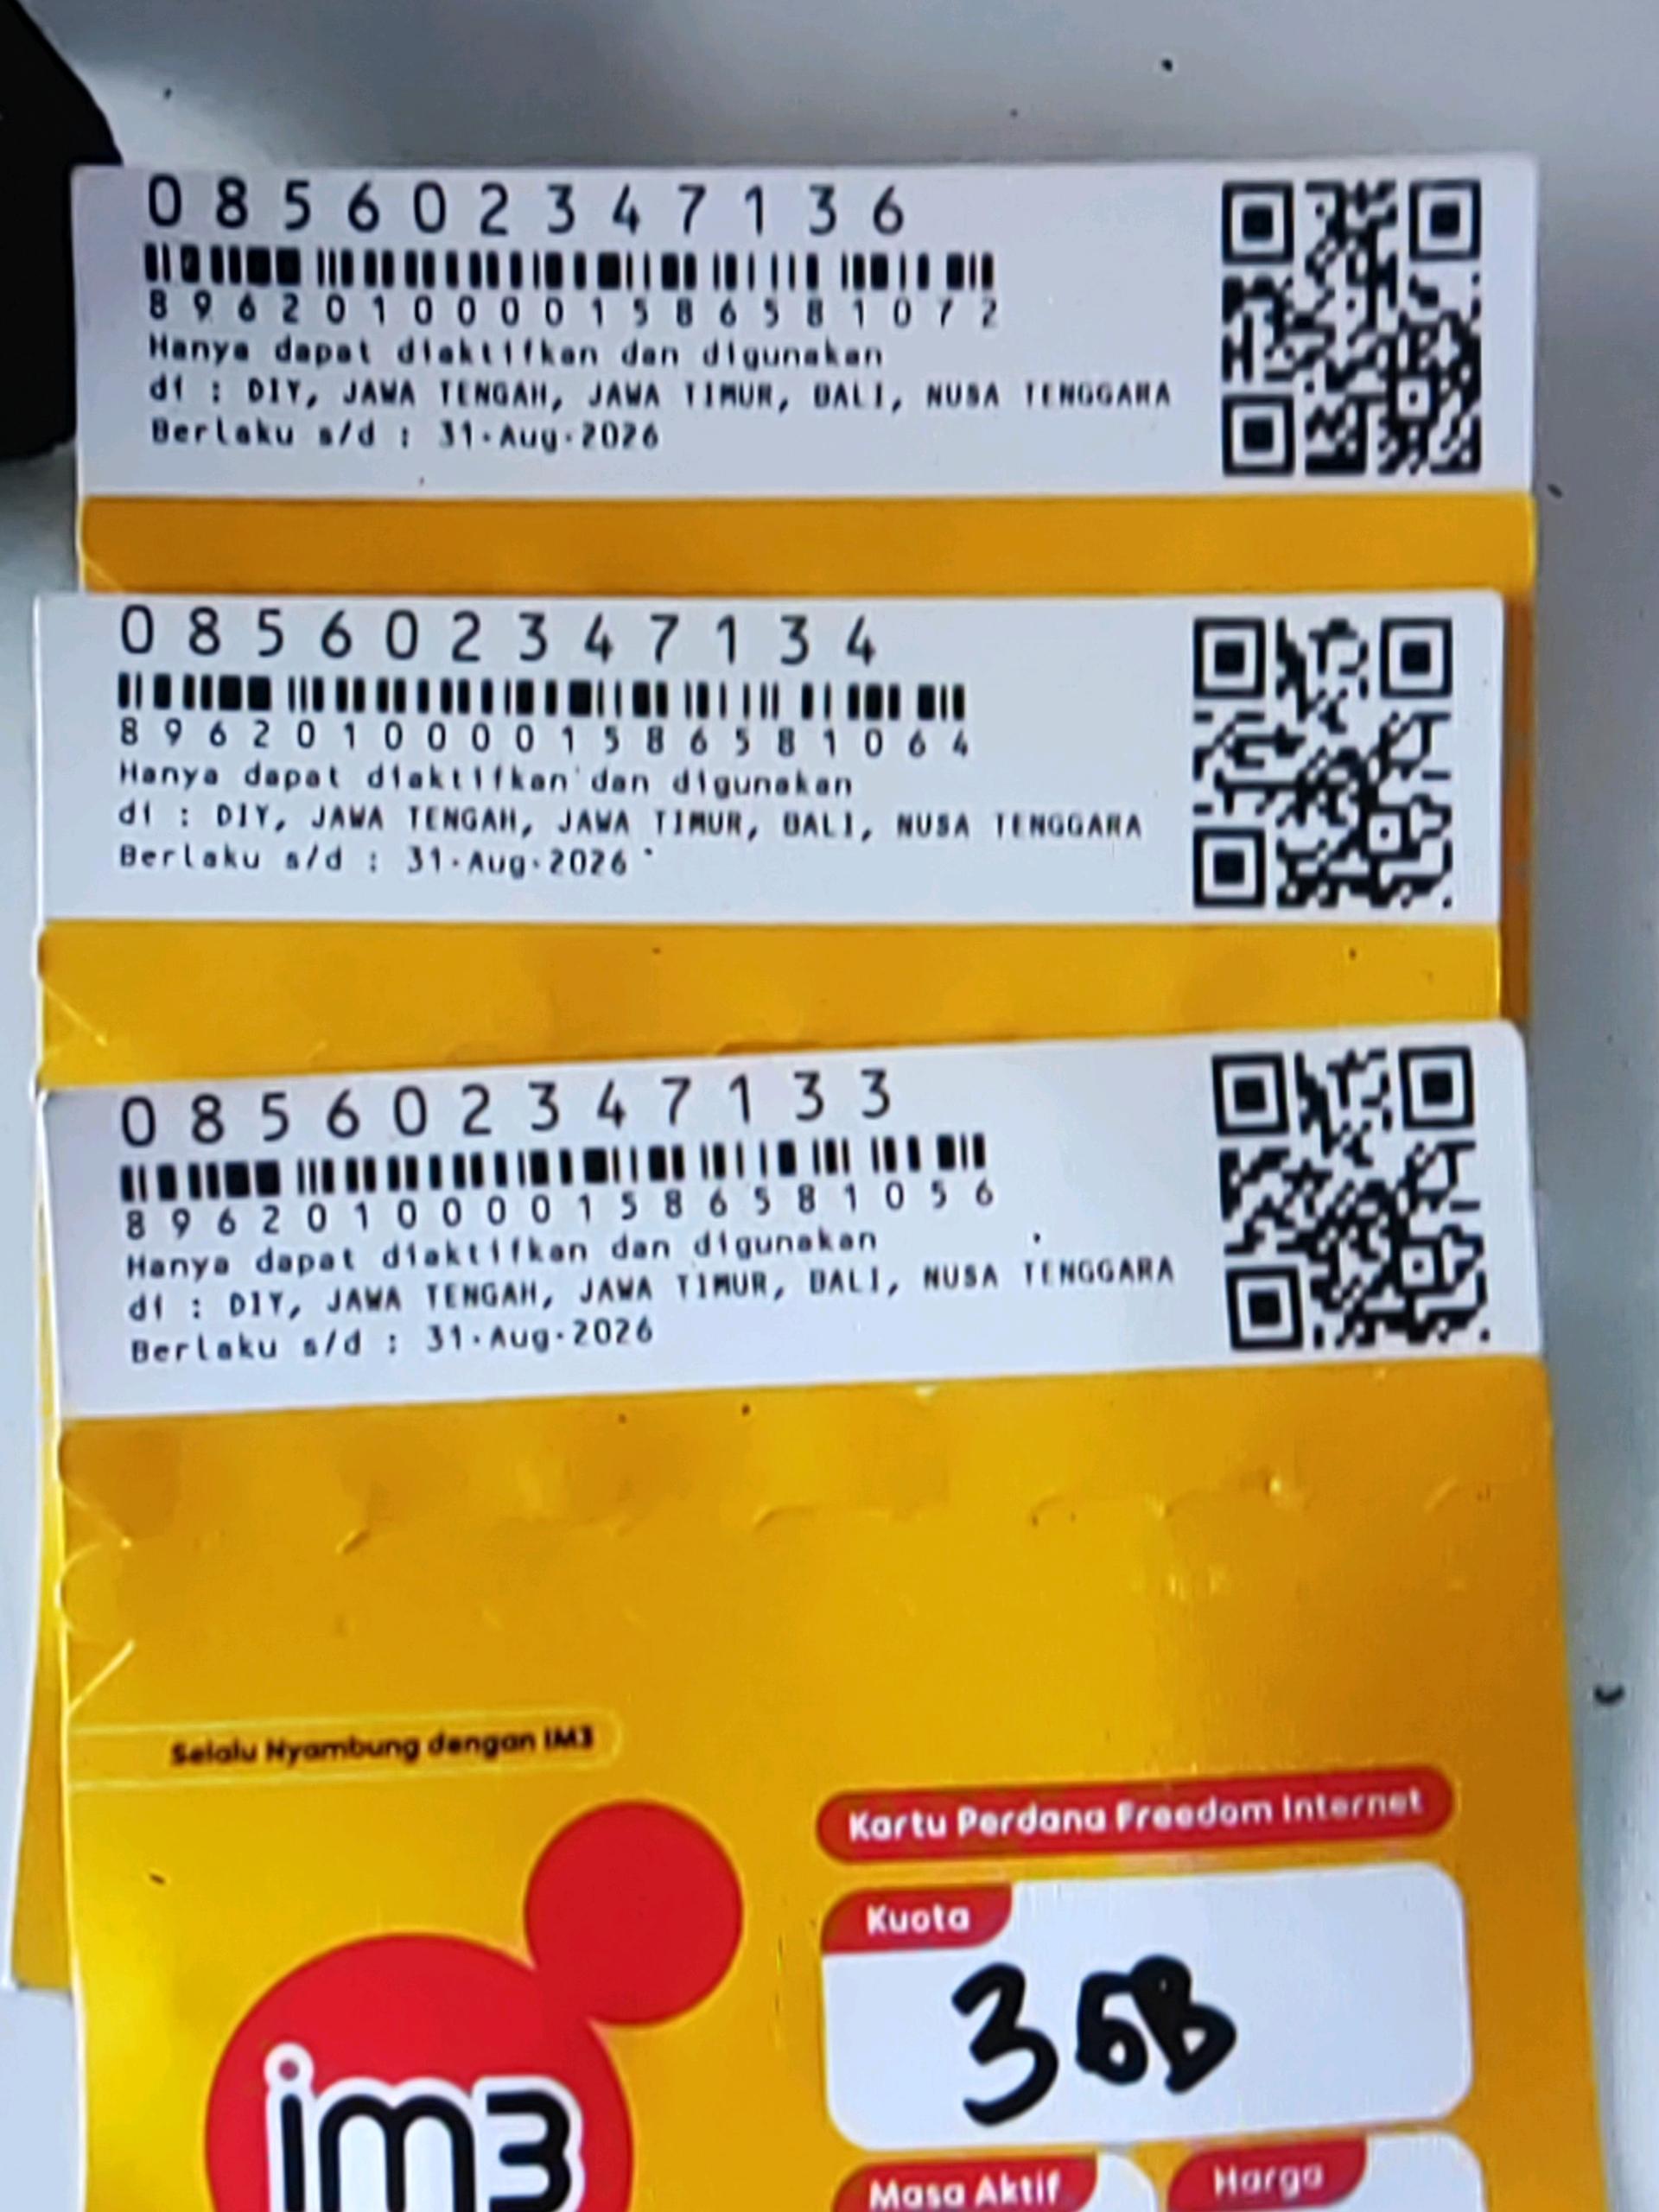 085602347136
8962010000158658107 2
Hanya dapat diaktifkan dan digunakan
di : DIY, JAWA TENGAH, JAWA TIMUR, BALI, NUSA TENGGARA
Berlaku s/d : 31-Aug-2026
085602347134
89620100001586581064
Hanya dapat diaktifkan dan digunakan
di : DIY, JAWA TENGAH, JAWA TIMUR, BALI, NUSA TENGGARA
Berlaku s/d : 31-Aug-2026
085602347133
89620100001586581056
Hanya dapat diaktifkan dan digunakan
di : DIY, JAWA TENGAH, JAWA TIMUR, BALI, NUSA TENGGARA
Berlaku s/d : 31-Aug-2026
Selalu Nyambung dengan IM3
Kartu Perdana Freedom Internet
Kuota
3GB
im3
Masa Aktif
Harga